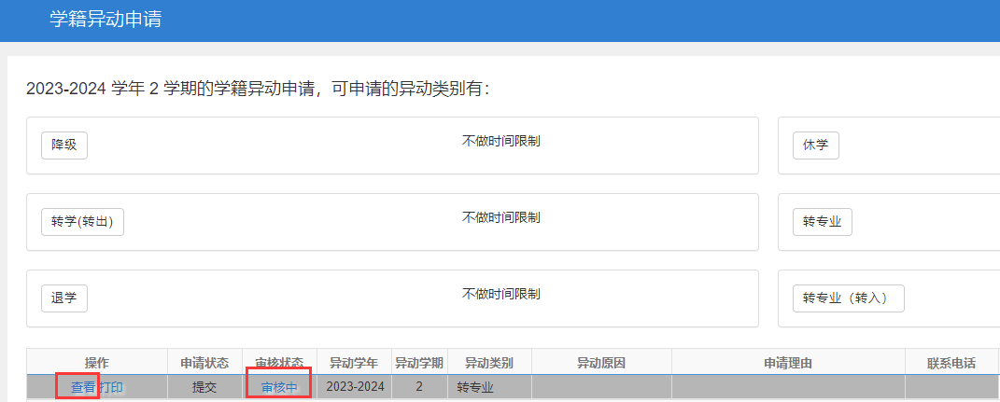 学籍异动申请
2023-2024 学年 2 学期的学籍异动申请，可申请的异动类别有：
降级 不做时间限制 休学
转学(转出) 不做时间限制 转专业
退学 不做时间限制 转专业（转入）
操作 申请状态 审核状态 异动学年 异动学期 异动类别 异动原因 申请理由 联系电话
查看 打印 提交 审核中 2023-2024 2 转专业